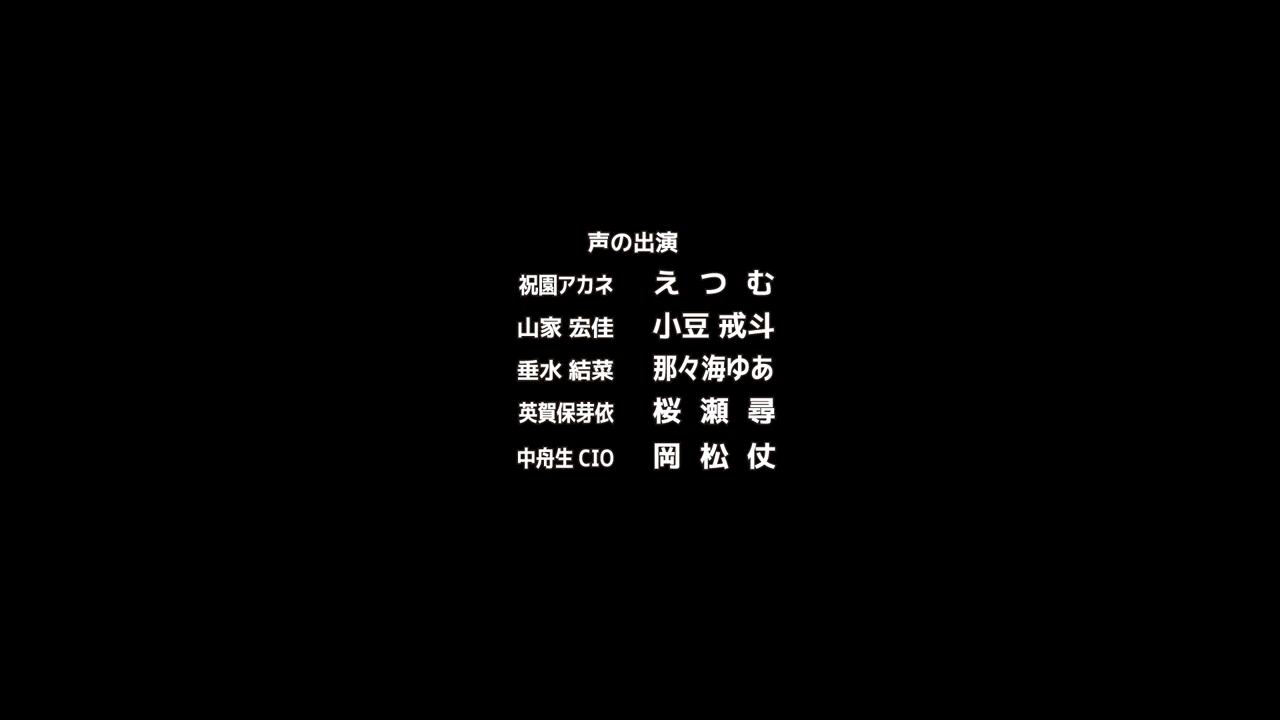 声の出演
祝園アカネ えつむ
山家 宏佳 小豆 戒斗
垂水 結菜 那々海ゆあ
英賀保芽依 桜瀬尋
中舟生 CIO 岡松仗